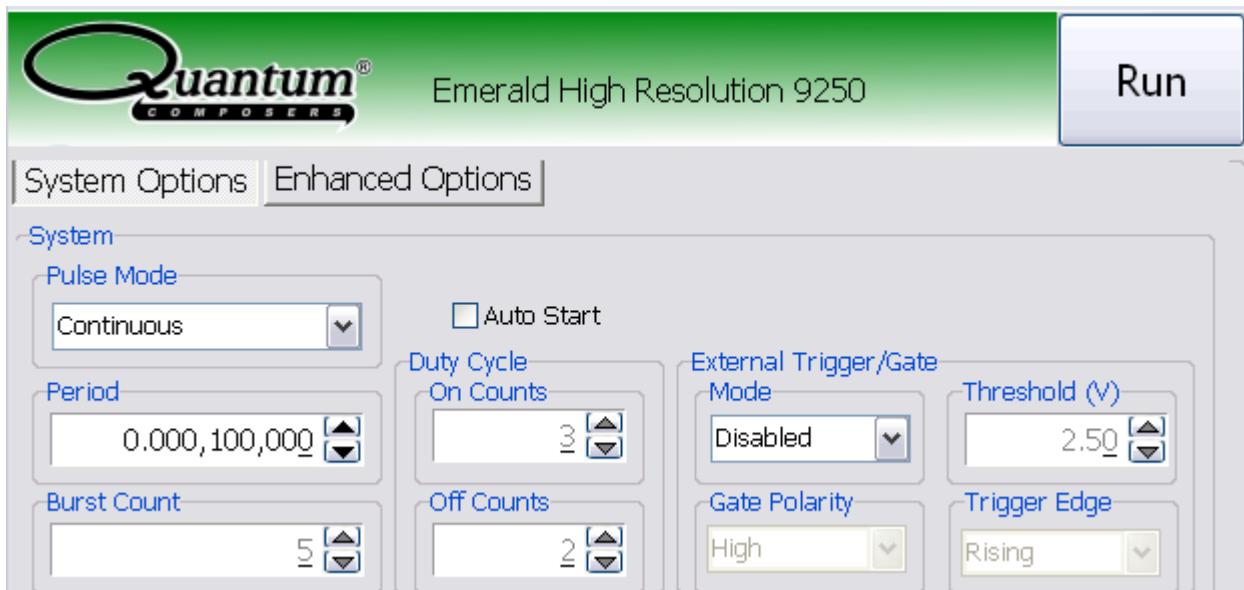 Quantum®
COMPOSERS
Emerald High Resolution 9250
Run
System Options
Enhanced Options
System
Pulse Mode
Continuous
Auto Start
Period
0.000,100,000
Burst Count
5
Duty Cycle
On Counts
3
Off Counts
2
External Trigger/Gate
Mode
Disabled
Threshold (V)
2.50
Gate Polarity
High
Trigger Edge
Rising